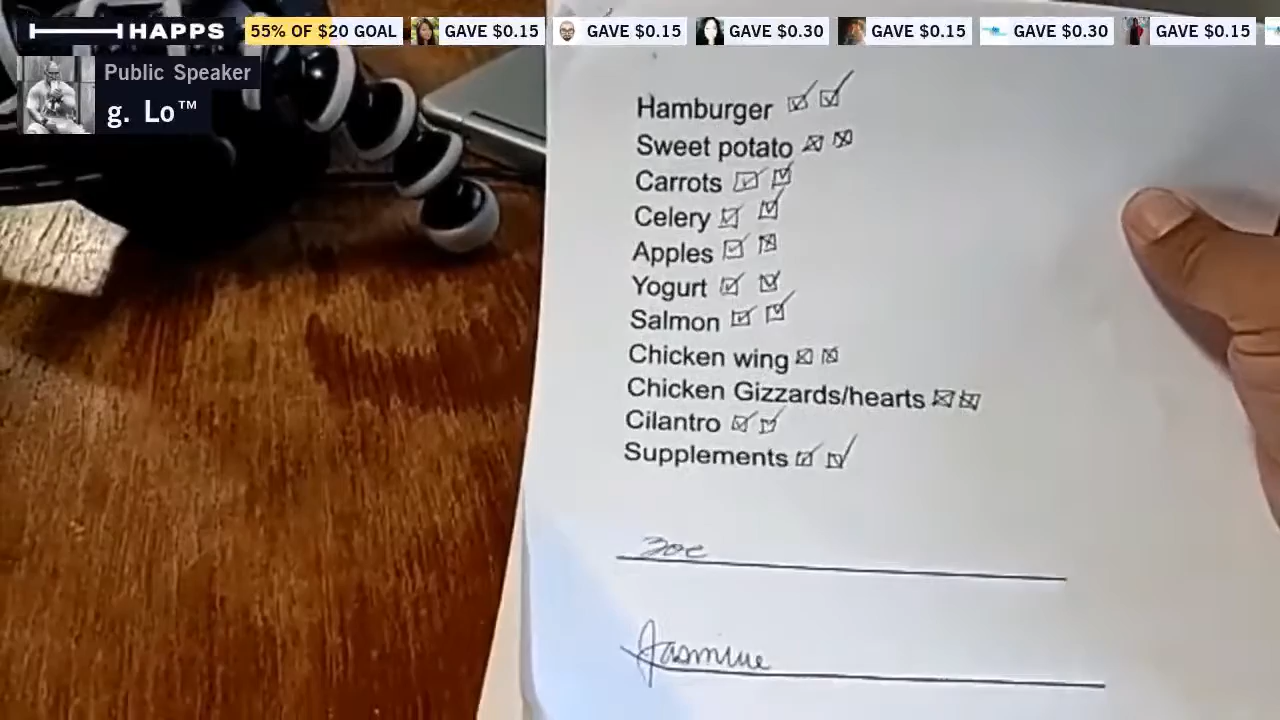 HAPPS
55% OF $20 GOAL
GAVE $0.15
GAVE $0.15
GAVE $0.30
GAVE $0.15
GAVE $0.30
GAVE $0.15
Public Speaker
g. Lo™
Hamburger ☑ ☑
Sweet potato ☒ ☒
Carrots ☑ ☑
Celery ☑ ☑
Apples ☑ ☒
Yogurt ☑ ☑
Salmon ☑ ☑
Chicken wing ☒ ☒
Chicken Gizzards/hearts ☒ ☒
Cilantro ☑ ☑
Supplements ☑ ☑
Zoe
Jasmine